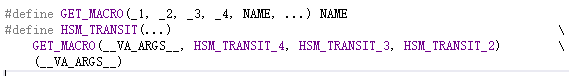 #define GET_MACRO(_1, _2, _3, _4, NAME, ...) NAME
#define HSM_TRANSIT(...) \
GET_MACRO(__VA_ARGS__, HSM_TRANSIT_4, HSM_TRANSIT_3, HSM_TRANSIT_2) \
(__VA_ARGS__)